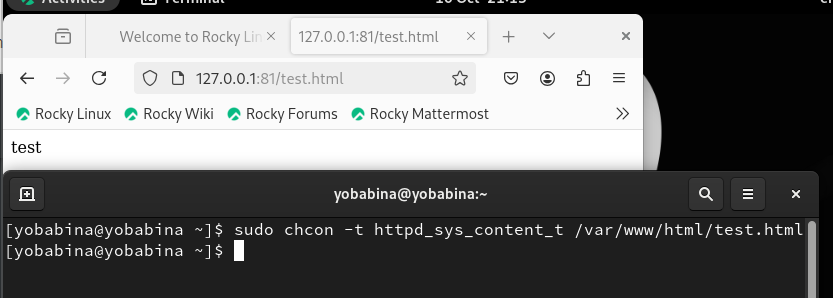 Activities Terminal 16 Oct 21:15
Welcome to Rocky Lin 127.0.0.1:81/test.html
127.0.0.1:81/test.html
Rocky Linux Rocky Wiki Rocky Forums Rocky Mattermost
test
yobabina@yobabina:~
[yobabina@yobabina ~]$ sudo chcon -t httpd_sys_content_t /var/www/html/test.html
[yobabina@yobabina ~]$